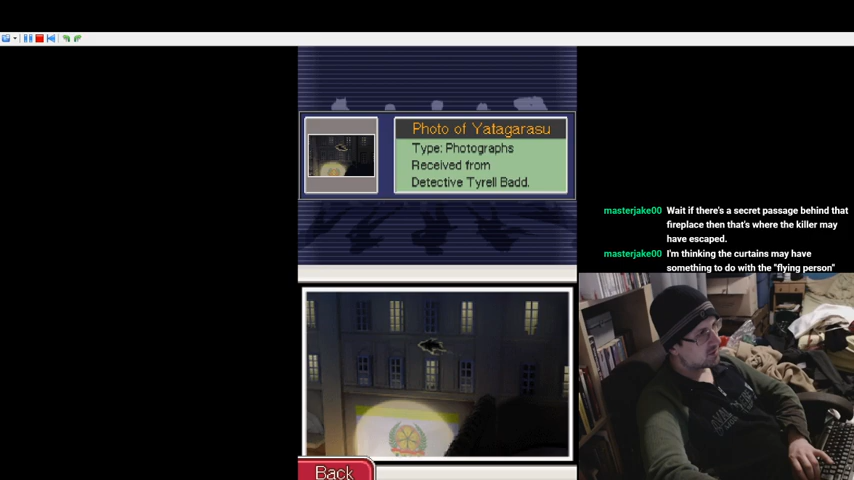 Photo of Yatagarasu
Type: Photographs
Received from
Detective Tyrell Badd.
masterjake00 Wait if there's a secret passage behind that
fireplace then that's where the killer may
have escaped.
masterjake00 I'm thinking the curtains may have
something to do with the "flying person"
Back